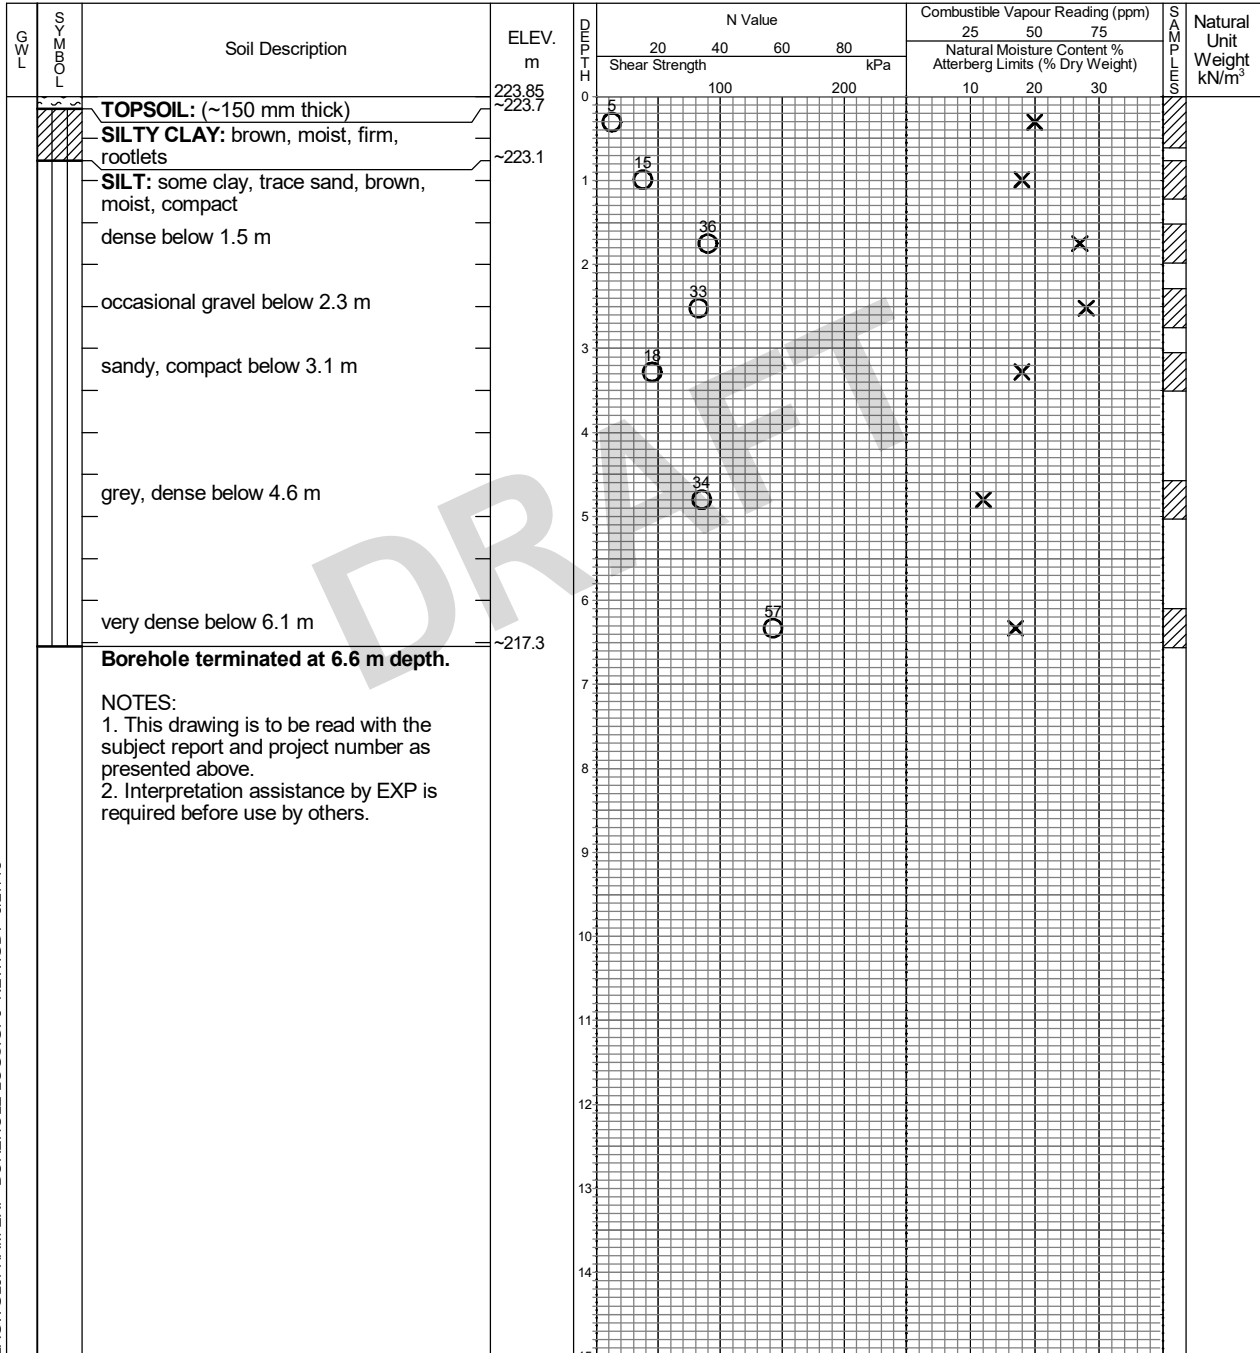 GWL
SYMBOL
Soil Description
ELEV.
m
DEPTH
N Value
20 40 60 80
Shear Strength kPa
100 200
Combustible Vapour Reading (ppm)
25 50 75
Natural Moisture Content %
Atterberg Limits (% Dry Weight)
10 20 30
SAMPLES
Natural
Unit
Weight
kN/m³
223.85
0
TOPSOIL: (~150 mm thick)
~223.7
5
SILTY CLAY: brown, moist, firm,
rootlets
~223.1
15
SILT: some clay, trace sand, brown,
moist, compact
1
dense below 1.5 m
36
2
occasional gravel below 2.3 m
33
3
sandy, compact below 3.1 m
18
4
grey, dense below 4.6 m
34
5
6
very dense below 6.1 m
57
~217.3
Borehole terminated at 6.6 m depth.
7
NOTES:
1. This drawing is to be read with the
subject report and project number as
presented above.
8
2. Interpretation assistance by EXP is
required before use by others.
9
10
11
12
13
14
DRAFT